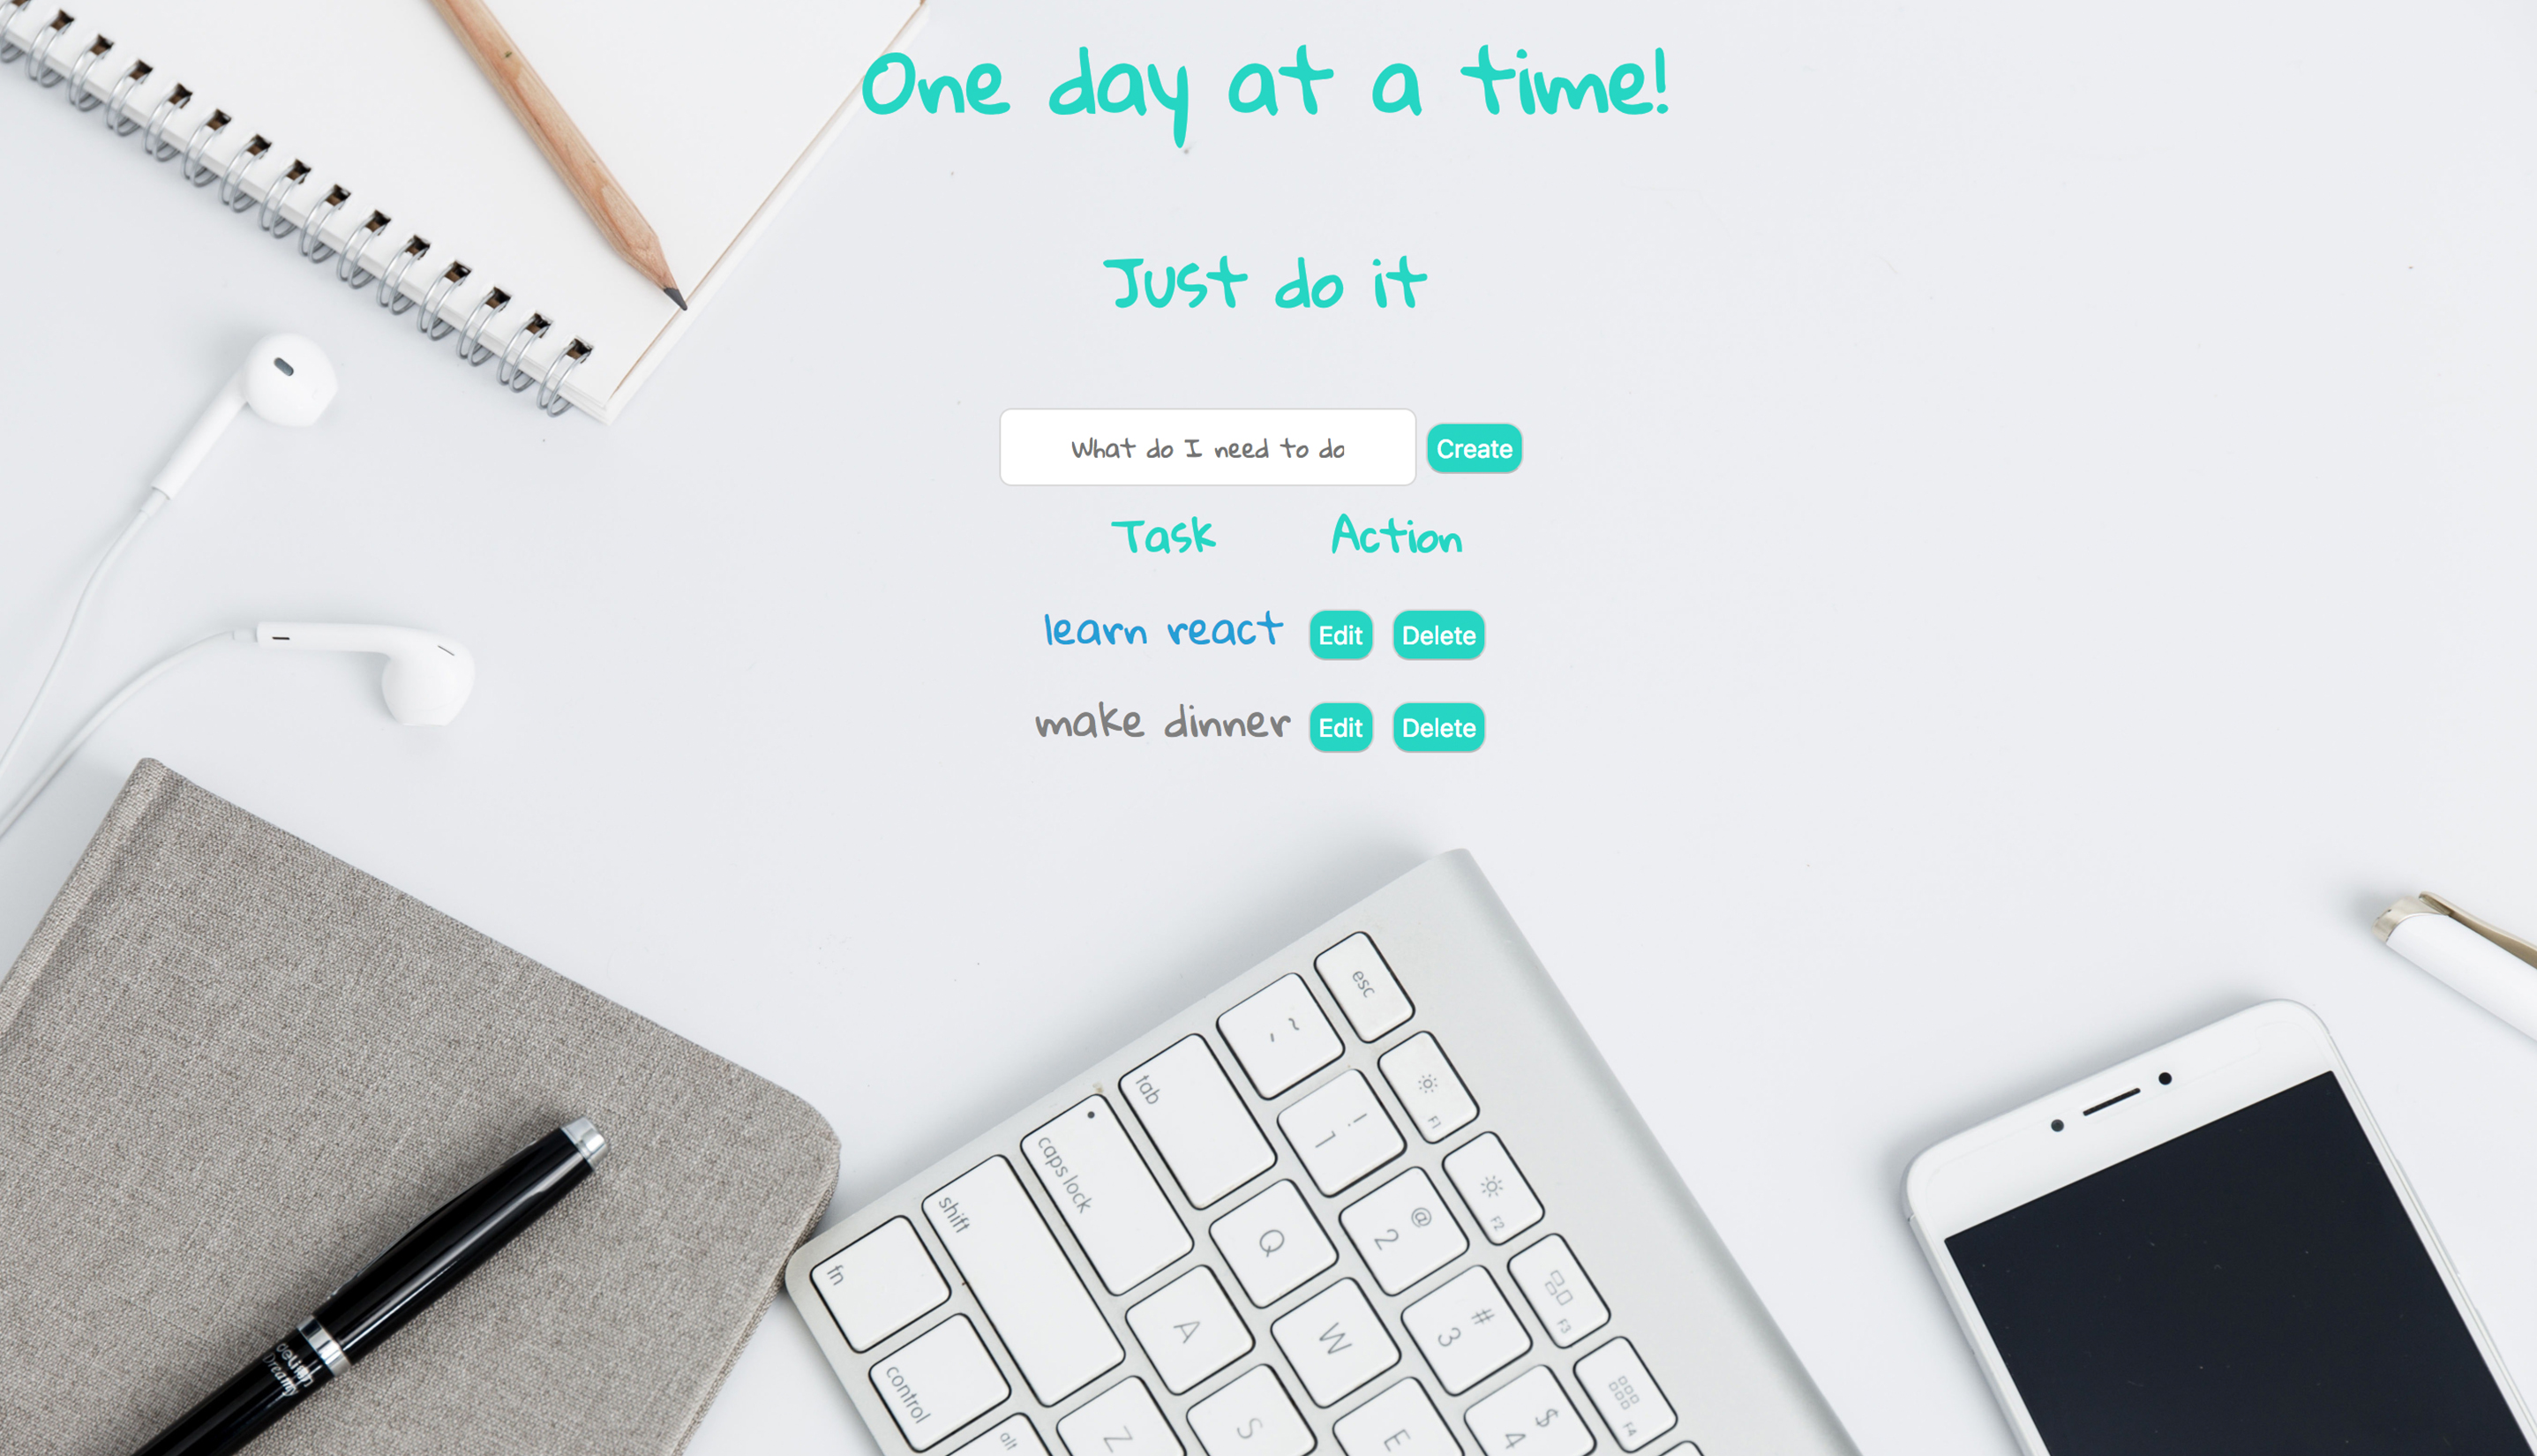 One day at a time!
Just do it
What do I need to do
Create
Task Action
learn react Edit Delete
make dinner Edit Delete
esc
~
tab
F1
! 1
caps lock
F2
@ 2
shift
Q
F3
# 3
fn
A
W
F4
$ 4
control
alt
Z
S
E
Dreamy